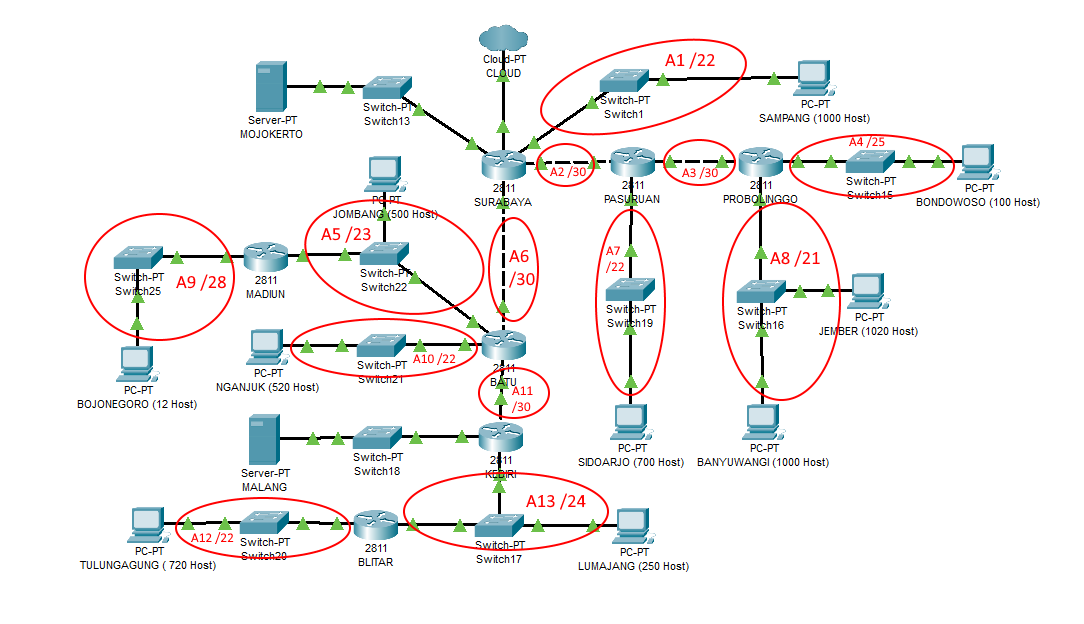 Cloud-PT
CLOUD
A1 /22
Server-PT
MOJOKERTO
Switch-PT
Switch13
Switch-PT
Switch1
PC-PT
SAMPANG (1000 Host)
A2 /30
A3 /30
A4 /25
2811
SURABAYA
2811
PASURUAN
2811
PROBOLINGGO
Switch-PT
Switch15
PC-PT
BONDOWOSO (100 Host)
PC-PT
JOMBANG (500 Host)
A5 /23
Switch-PT
Switch22
A6
/30
A7
/22
A8 /21
Switch-PT
Switch25
A9 /28
2811
MADIUN
Switch-PT
Switch19
Switch-PT
Switch16
PC-PT
JEMBER (1020 Host)
Switch-PT
Switch21
A10 /22
2811
BATU
PC-PT
NGANJUK (520 Host)
PC-PT
BOJONEGORO (12 Host)
A11
/30
Server-PT
MALANG
Switch-PT
Switch18
2811
KEDIRI
PC-PT
SIDOARJO (700 Host)
PC-PT
BANYUWANGI (1000 Host)
A13 /24
A12 /22
PC-PT
TULUNGAGUNG ( 720 Host)
Switch-PT
Switch20
2811
BLITAR
Switch-PT
Switch17
PC-PT
LUMAJANG (250 Host)